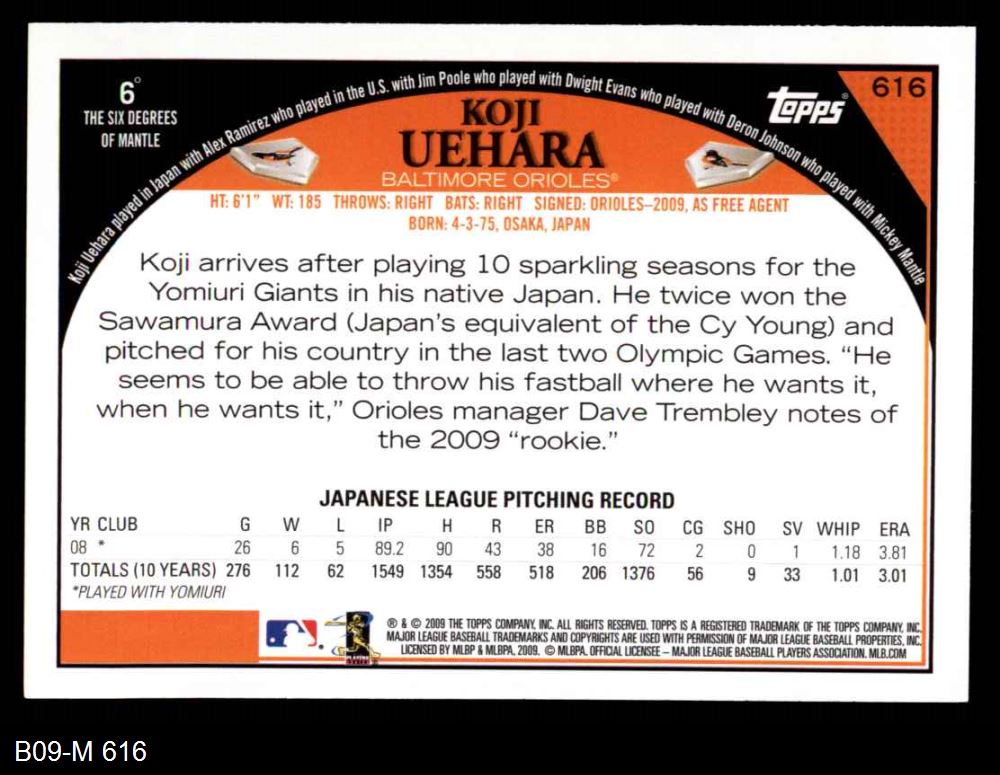 6°
THE SIX DEGREES
OF MANTLE
Koji Uehara played in Japan with Alex Ramirez who played in the U.S. with Jim Poole who played with Dwight Evans who played with Deron Johnson who played with Mickey Mantle
Topps®
616
KOJI
UEHARA
BALTIMORE ORIOLES®
HT: 6'1" WT: 185 THROWS: RIGHT BATS: RIGHT SIGNED: ORIOLES–2009, AS FREE AGENT
BORN: 4-3-75, OSAKA, JAPAN
Koji arrives after playing 10 sparkling seasons for the
Yomiuri Giants in his native Japan. He twice won the
Sawamura Award (Japan's equivalent of the Cy Young) and
pitched for his country in the last two Olympic Games. “He
seems to be able to throw his fastball where he wants it,
when he wants it,” Orioles manager Dave Trembley notes of
the 2009 “rookie.”
JAPANESE LEAGUE PITCHING RECORD
YR CLUB G W L IP H R ER BB SO CG SHO SV WHIP ERA
08 * 26 6 5 89.2 90 43 38 16 72 2 0 1 1.18 3.81
TOTALS (10 YEARS) 276 112 62 1549 1354 558 518 206 1376 56 9 33 1.01 3.01
*PLAYED WITH YOMIURI
® & © 2009 THE TOPPS COMPANY, INC. ALL RIGHTS RESERVED. TOPPS IS A REGISTERED TRADEMARK OF THE TOPPS COMPANY, INC.
MAJOR LEAGUE BASEBALL TRADEMARKS AND COPYRIGHTS ARE USED WITH PERMISSION OF MAJOR LEAGUE BASEBALL PROPERTIES, INC.
LICENSED BY MLBP & MLBPA, 2009. © MLBPA. OFFICIAL LICENSEE – MAJOR LEAGUE BASEBALL PLAYERS ASSOCIATION. MLB.COM
B09-M 616